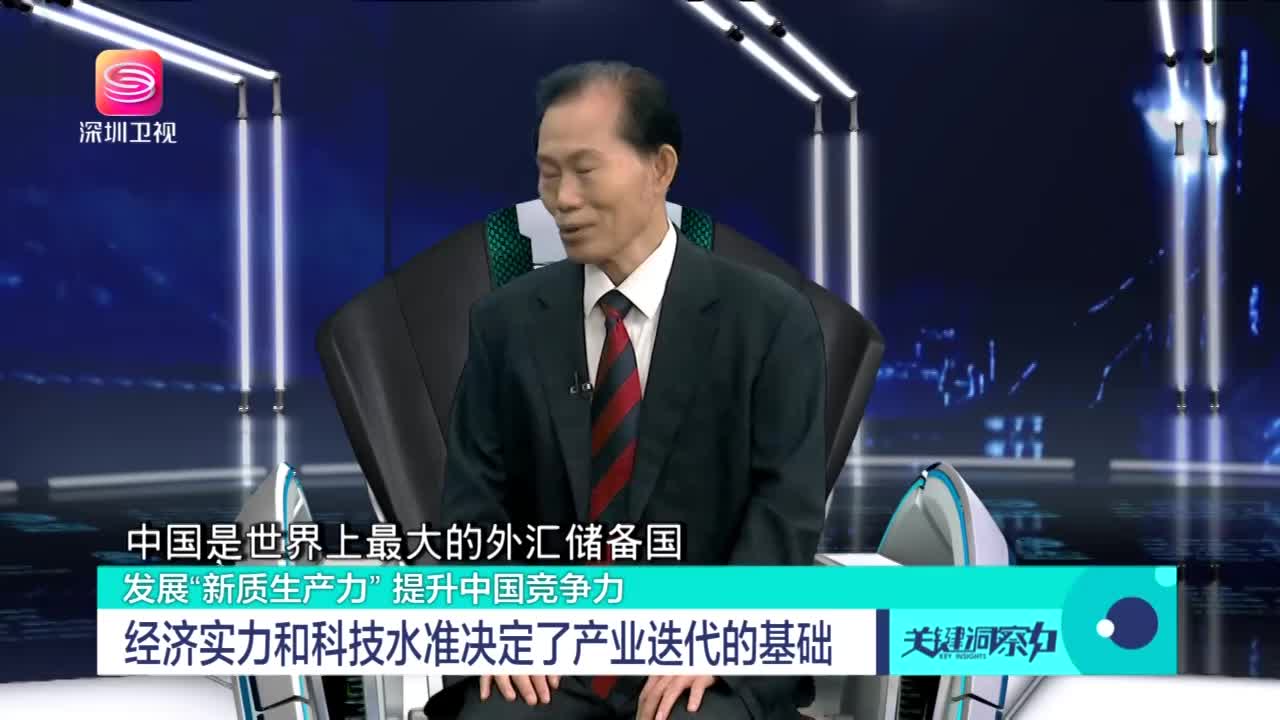 深圳卫视
中国是世界上最大的外汇储备国
发展“新质生产力” 提升中国竞争力
经济实力和科技水准决定了产业迭代的基础
关键洞察力
KEY INSIGHTS